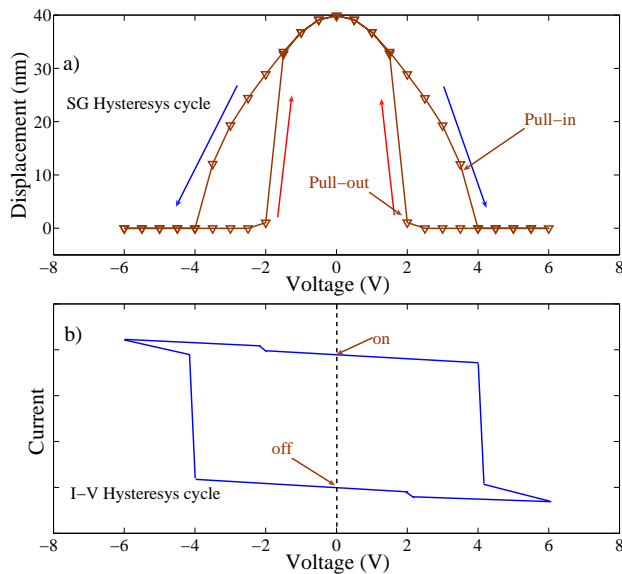 40
30
20
10
0
Displacement (nm)
a)
SG Hysteresys cycle
Pull−in
Pull−out
−8 −6 −4 −2 0 2 4 6 8
Voltage (V)
b)
on
off
Current
I−V Hysteresys cycle
−8 −6 −4 −2 0 2 4 6 8
Voltage (V)